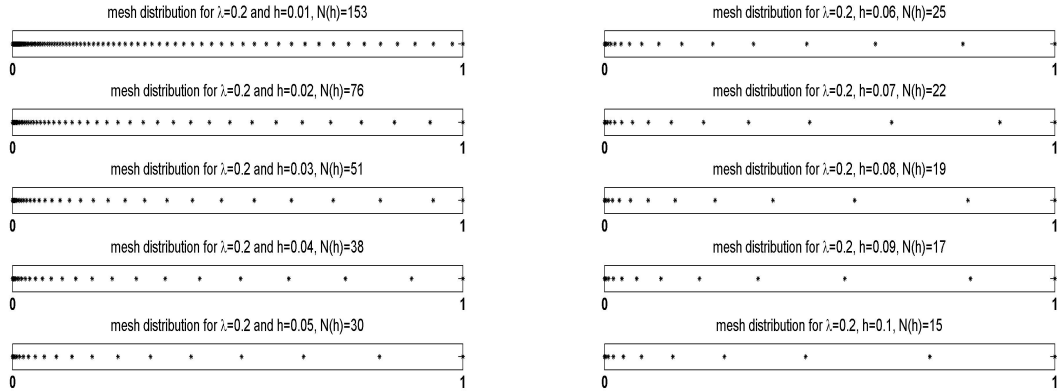 mesh distribution for λ=0.2 and h=0.01, N(h)=153
0 1
mesh distribution for λ=0.2 and h=0.02, N(h)=76
0 1
mesh distribution for λ=0.2 and h=0.03, N(h)=51
0 1
mesh distribution for λ=0.2 and h=0.04, N(h)=38
0 1
mesh distribution for λ=0.2 and h=0.05, N(h)=30
0 1
mesh distribution for λ=0.2, h=0.06, N(h)=25
0 1
mesh distribution for λ=0.2, h=0.07, N(h)=22
0 1
mesh distribution for λ=0.2, h=0.08, N(h)=19
0 1
mesh distribution for λ=0.2, h=0.09, N(h)=17
0 1
mesh distribution for λ=0.2, h=0.1, N(h)=15
0 1